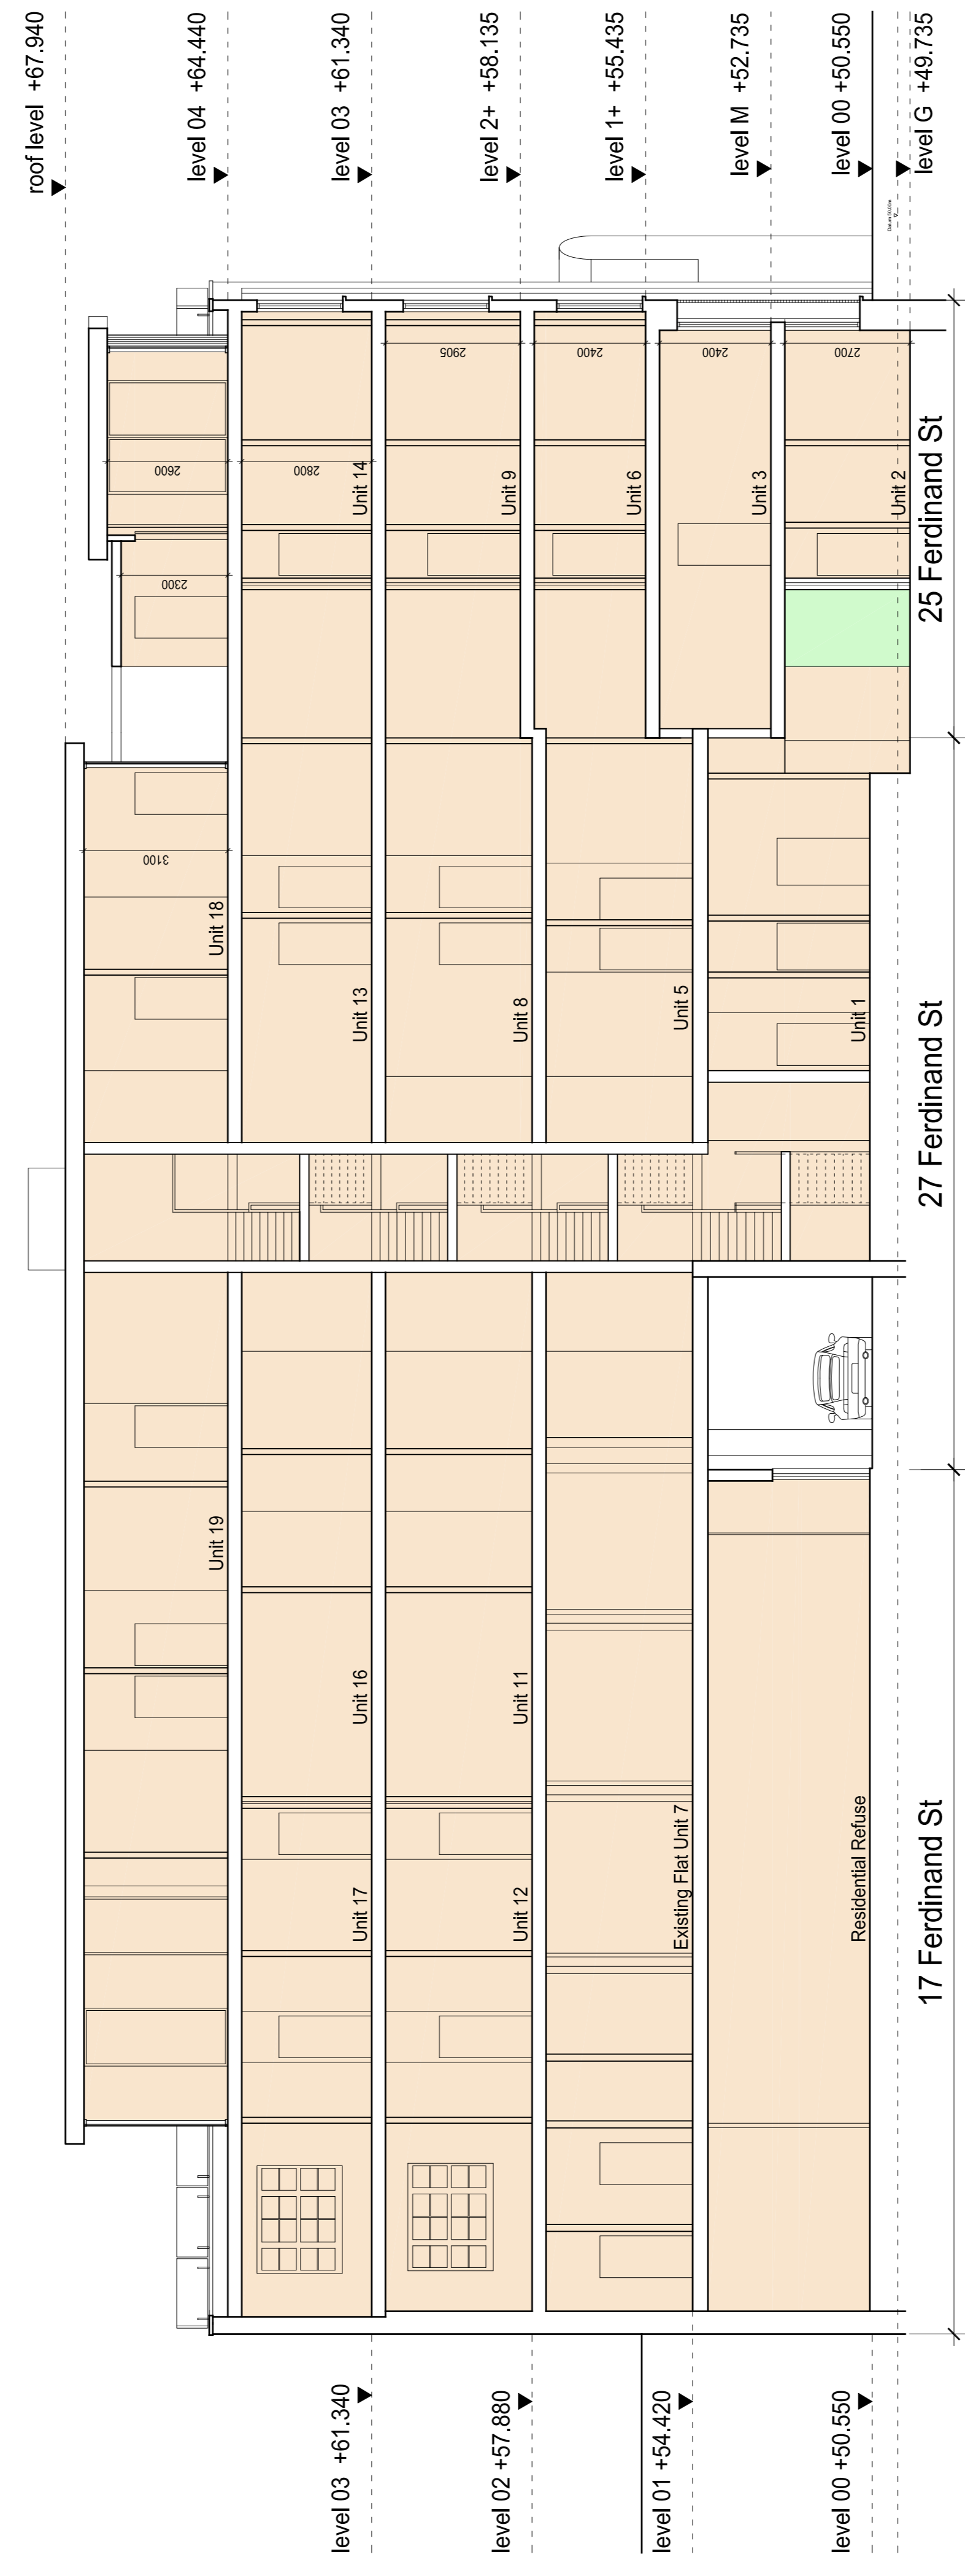 roof level +67.940
level 04 +64.440
level 03 +61.340
level 2+ +58.135
level 1+ +55.435
level M +52.735
level 00 +50.550
level G +49.735
Datum 50.00m
2600
2300
2800
2905
2400
2400
2700
3100
Unit 14
Unit 9
Unit 6
Unit 3
Unit 2
25 Ferdinand St
Unit 18
Unit 13
Unit 8
Unit 5
Unit 1
27 Ferdinand St
Unit 19
Unit 16
Unit 11
Unit 17
Unit 12
Existing Flat Unit 7
Residential Refuse
17 Ferdinand St
level 03 +61.340
level 02 +57.880
level 01 +54.420
level 00 +50.550